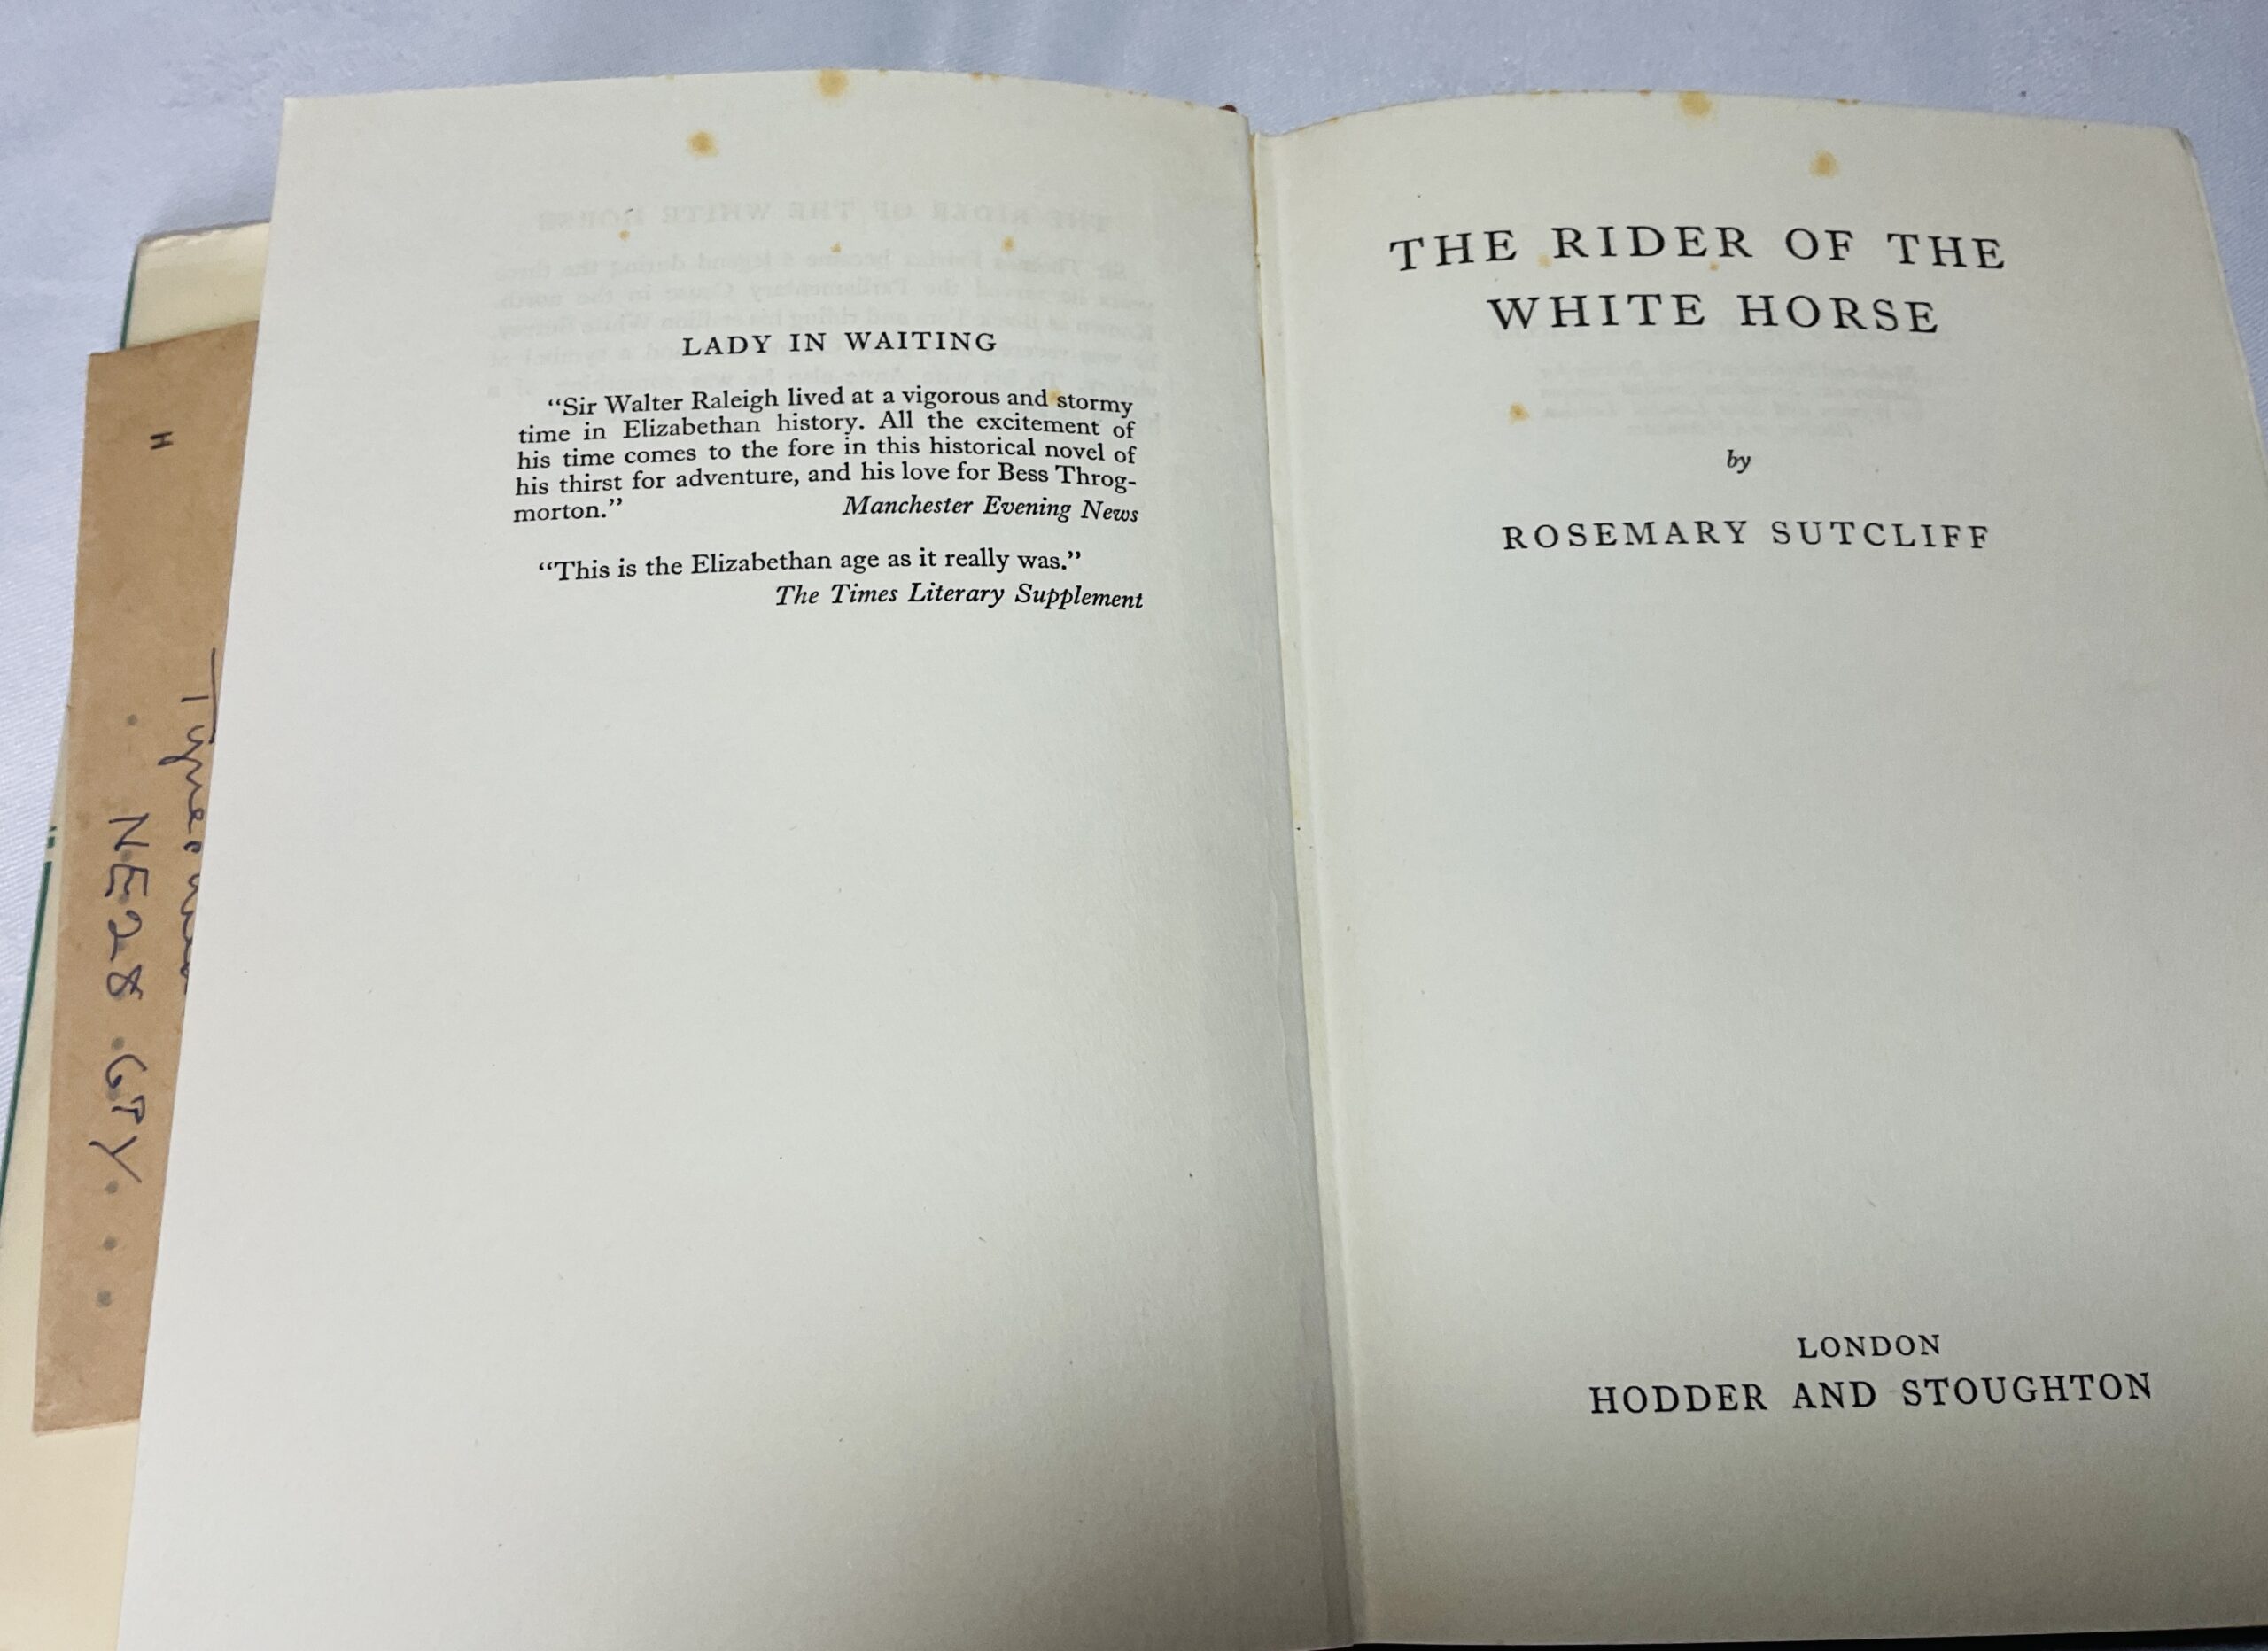 H
NE28 6PY
LADY IN WAITING
“Sir Walter Raleigh lived at a vigorous and stormy
time in Elizabethan history. All the excitement of
his time comes to the fore in this historical novel of
his thirst for adventure, and his love for Bess Throg-
morton.” Manchester Evening News
“This is the Elizabethan age as it really was.”
The Times Literary Supplement
THE RIDER OF THE
WHITE HORSE
by
ROSEMARY SUTCLIFF
LONDON
HODDER AND STOUGHTON